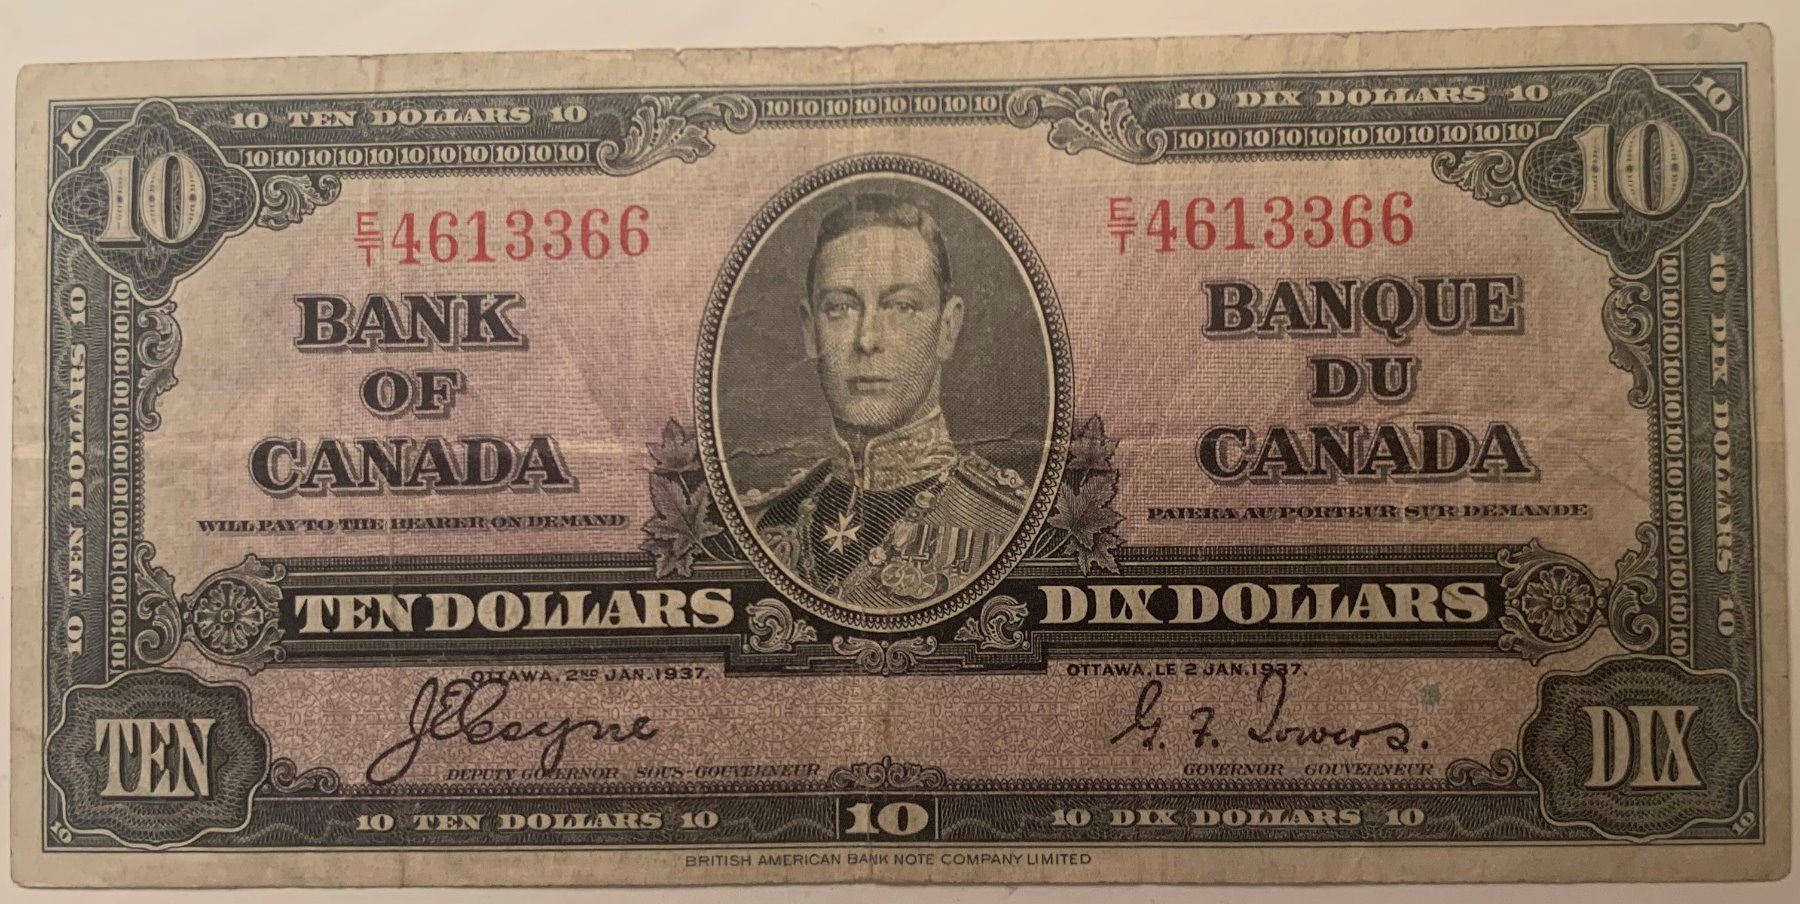 10 TEN DOLLARS 10
10 10 10 10 10 10 10 10
10 DIX DOLLARS 10
10
10 10 10 10 10 10 10 10 10 10 10
10 10 10 10 10 10 10 10 10 10 10
10
10
10
E/T 4613366
E/T 4613366
BANK
OF
CANADA
BANQUE
DU
CANADA
WILL PAY TO THE BEARER ON DEMAND
PAIERA AU PORTEUR SUR DEMANDE
10 TEN DOLLARS 10
10 DIX DOLLARS 10
TEN DOLLARS
DIX DOLLARS
OTTAWA, 2ND JAN. 1937.
OTTAWA, LE 2 JAN. 1937.
J E Coyne
G. F. Towers.
DEPUTY GOVERNOR SOUS-GOUVERNEUR
GOVERNOR GOUVERNEUR
TEN
DIX
10 TEN DOLLARS 10
10
10 DIX DOLLARS 10
10
10
BRITISH AMERICAN BANK NOTE COMPANY LIMITED